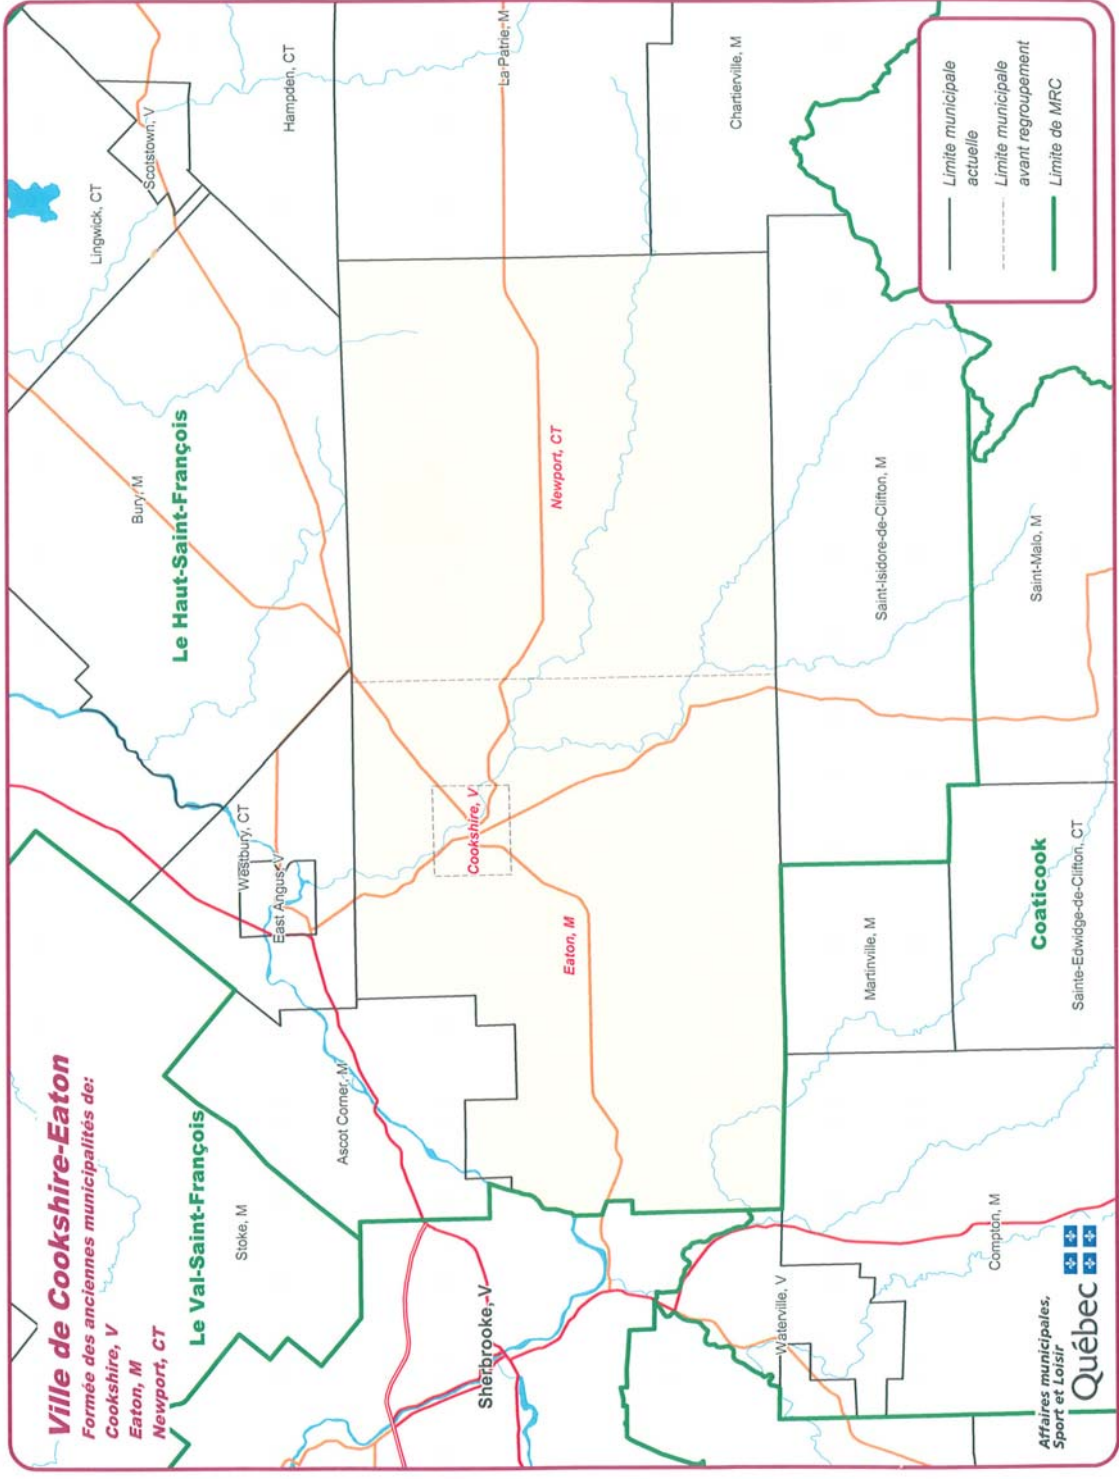 Ville de Cookshire-Eaton
Formée des anciennes municipalités de:
Cookshire, V
Eaton, M
Newport, CT
Le Val-Saint-François
Stoke, M
Ascot Corner, M
Sherbrooke, V
Westbury, CT
East Angus, V
Le Haut-Saint-François
Bury, M
Lingwick, CT
Scotstown, V
Hampden, CT
La Patrie, M
Chartierville, M
Cookshire, V
Eaton, M
Newport, CT
Saint-Isidore-de-Clifton, M
Saint-Malo, M
Martinville, M
Coaticook
Sainte-Edwidge-de-Clifton, CT
Waterville, V
Compton, M
Affaires municipales,
Sport et Loisir
Québec
Limite municipale
actuelle
Limite municipale
avant regroupement
Limite de MRC